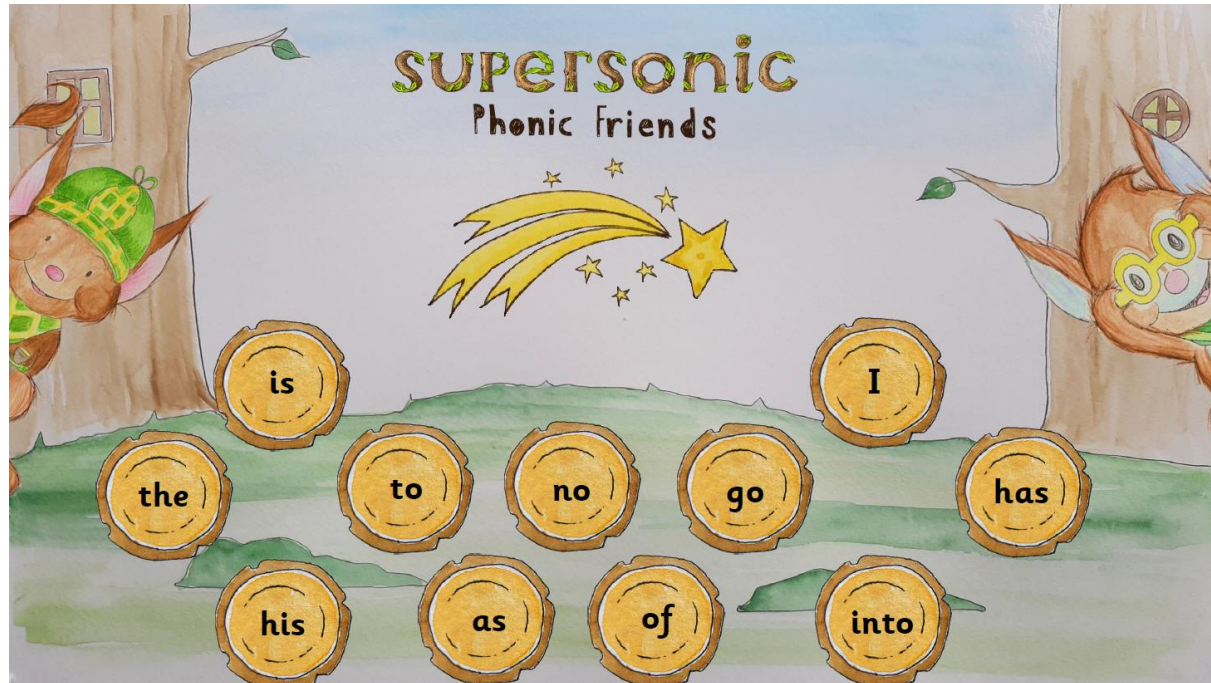 supersonic
Phonic Friends
is
I
the
to
no
go
has
his
as
of
into